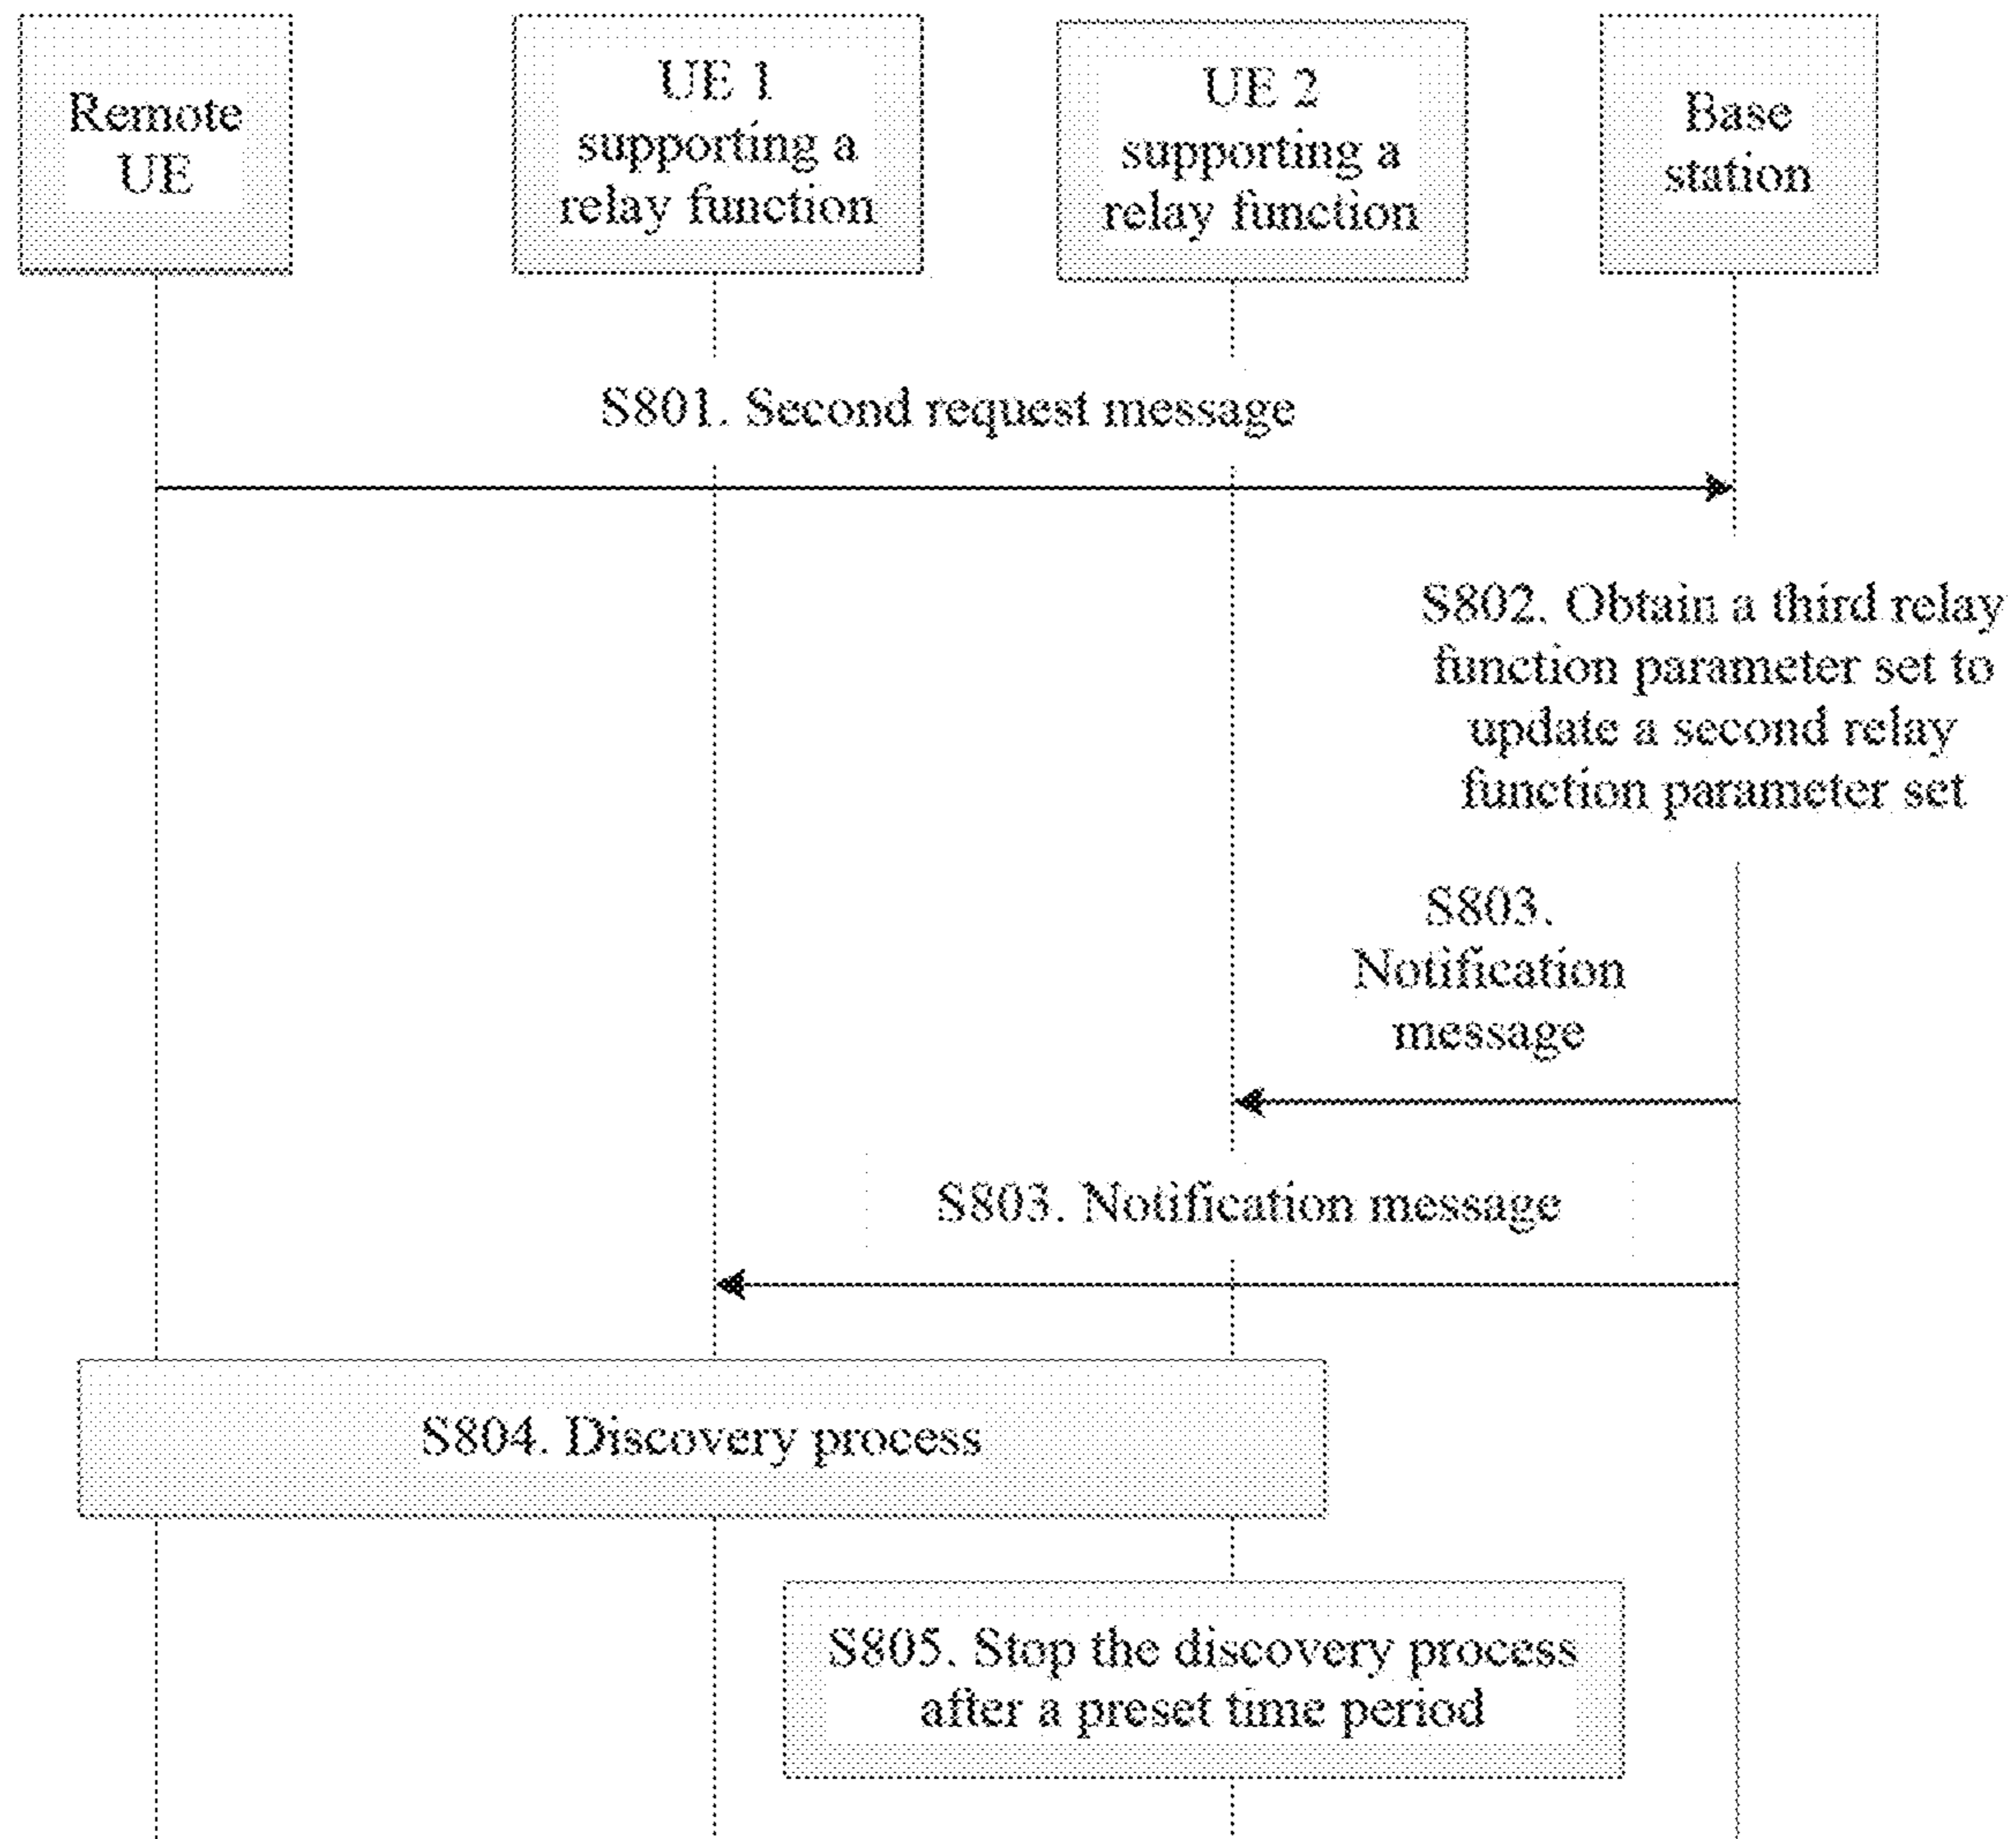 Remote
UE
UE 1
supporting a
relay function
UE 2
supporting a
relay function
Base
station
S801. Second request message
S802. Obtain a third relay
function parameter set to
update a second relay
function parameter set
S803.
Notification
message
S803. Notification message
S804. Discovery process
S805. Stop the discovery process
after a preset time period